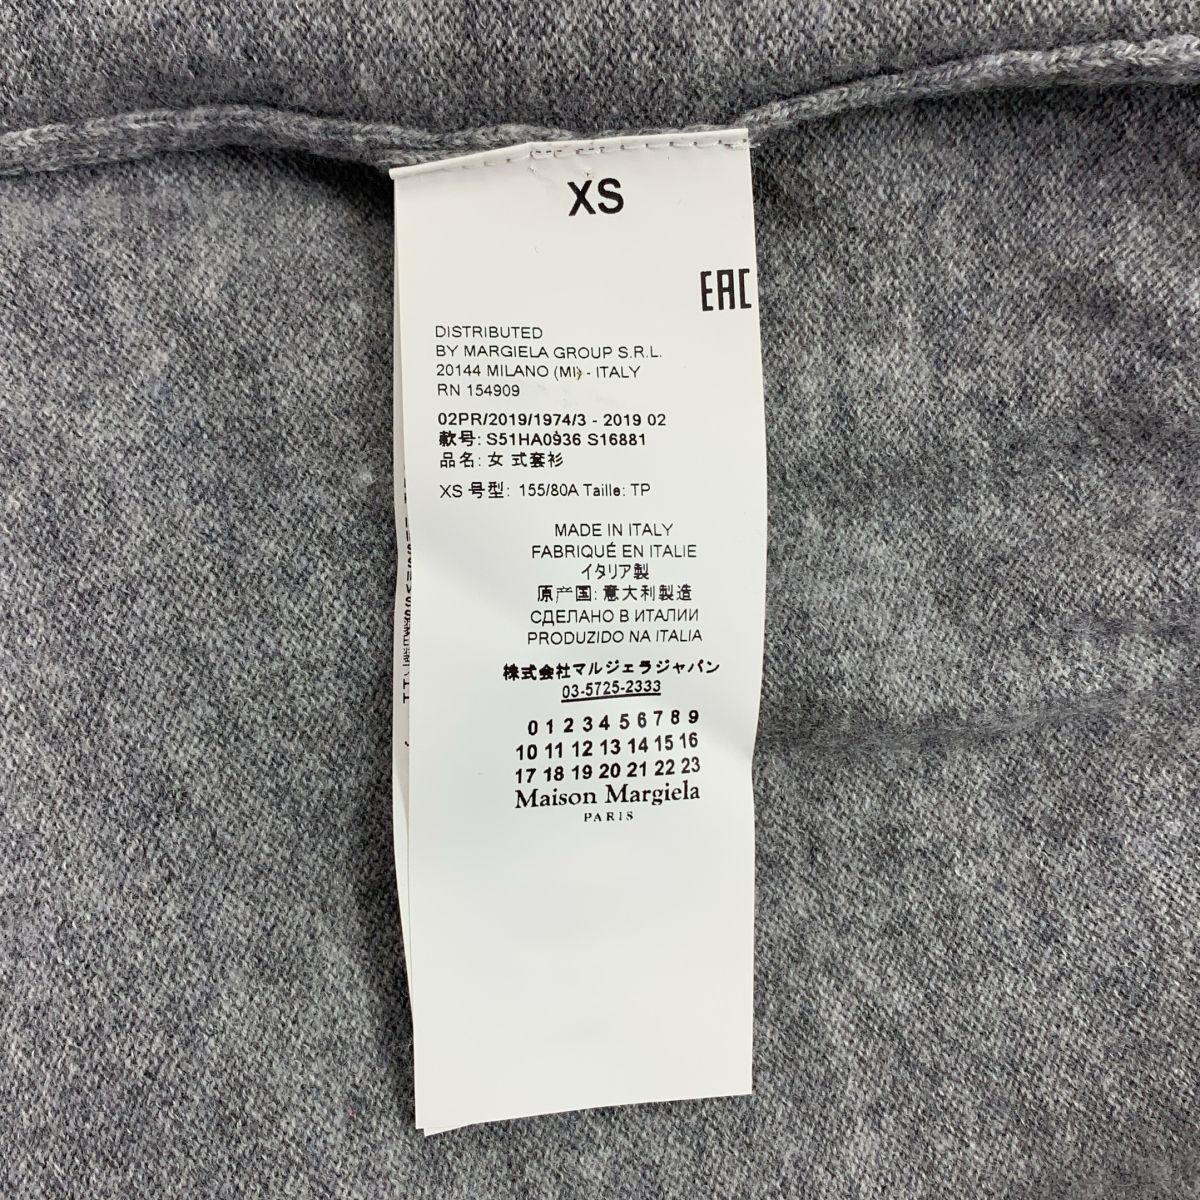 XS
EAC
DISTRIBUTED
BY MARGIELA GROUP S.R.L.
20144 MILANO (MI) - ITALY
RN 154909
02PR/2019/1974/3 - 2019 02
款号: S51HA0936 S16881
品名: 女 式套衫
XS 号型: 155/80A Taille: TP
MADE IN ITALY
FABRIQUÉ EN ITALIE
イタリア製
原产国: 意大利製造
СДЕЛАНО В ИТАЛИИ
PRODUZIDO NA ITALIA
株式会社マルジェラジャパン
03-5725-2333
0 1 2 3 4 5 6 7 8 9
10 11 12 13 14 15 16
17 18 19 20 21 22 23
Maison Margiela
PARIS